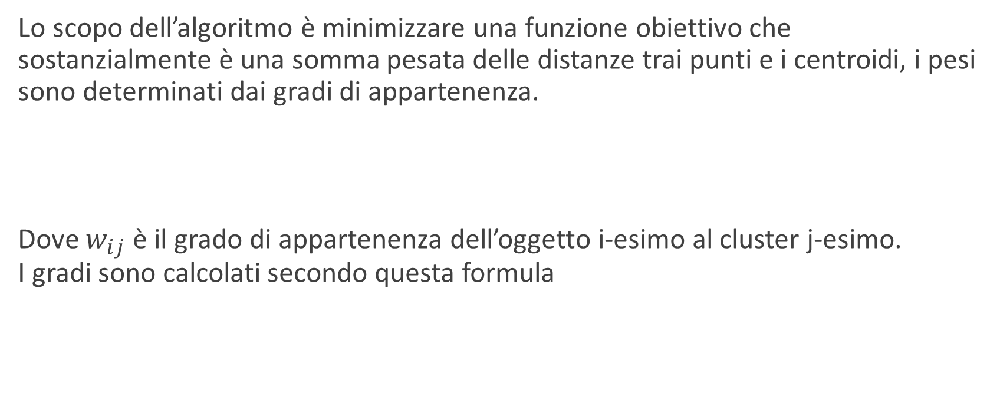 Lo scopo dell’algoritmo è minimizzare una funzione obiettivo che
sostanzialmente è una somma pesata delle distanze trai punti e i centroidi, i pesi
sono determinati dai gradi di appartenenza.
Dove w_{ij} è il grado di appartenenza dell’oggetto i-esimo al cluster j-esimo.
I gradi sono calcolati secondo questa formula